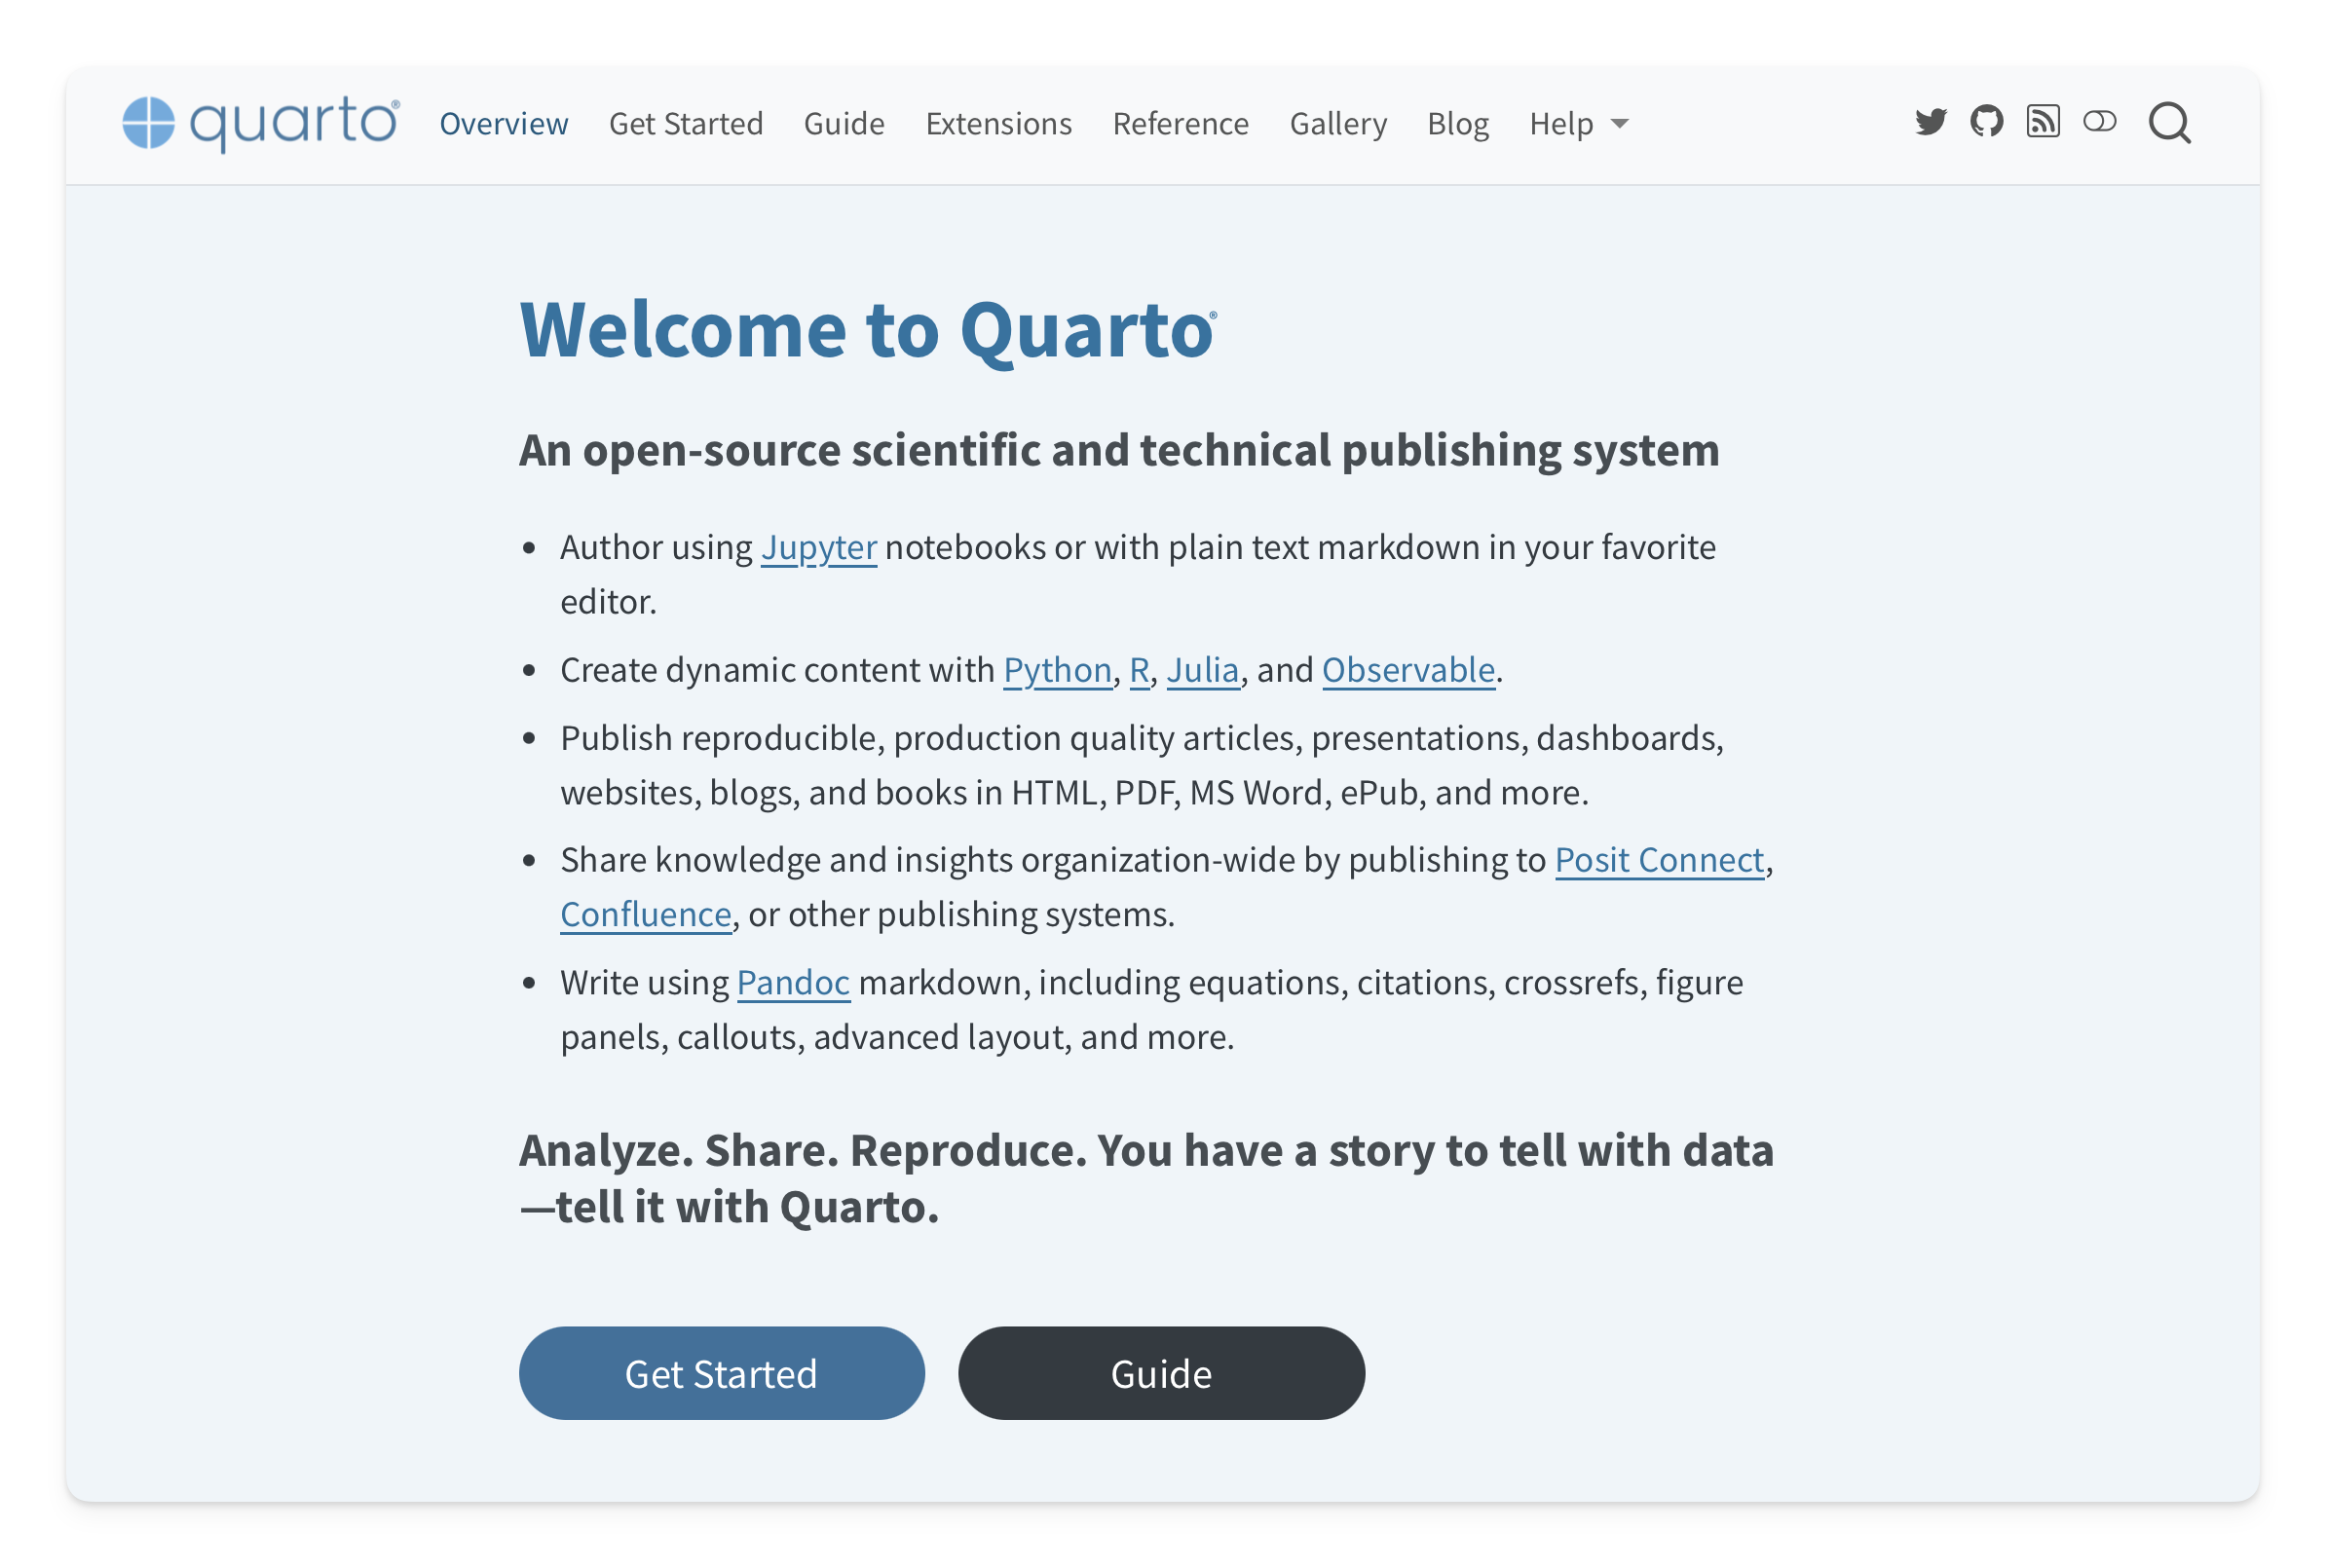 quarto®
Overview Get Started Guide Extensions Reference Gallery Blog Help
Welcome to Quarto®
An open-source scientific and technical publishing system
• Author using Jupyter notebooks or with plain text markdown in your favorite
editor.
• Create dynamic content with Python, R, Julia, and Observable.
• Publish reproducible, production quality articles, presentations, dashboards,
websites, blogs, and books in HTML, PDF, MS Word, ePub, and more.
• Share knowledge and insights organization-wide by publishing to Posit Connect,
Confluence, or other publishing systems.
• Write using Pandoc markdown, including equations, citations, crossrefs, figure
panels, callouts, advanced layout, and more.
Analyze. Share. Reproduce. You have a story to tell with data
—tell it with Quarto.
Get Started Guide